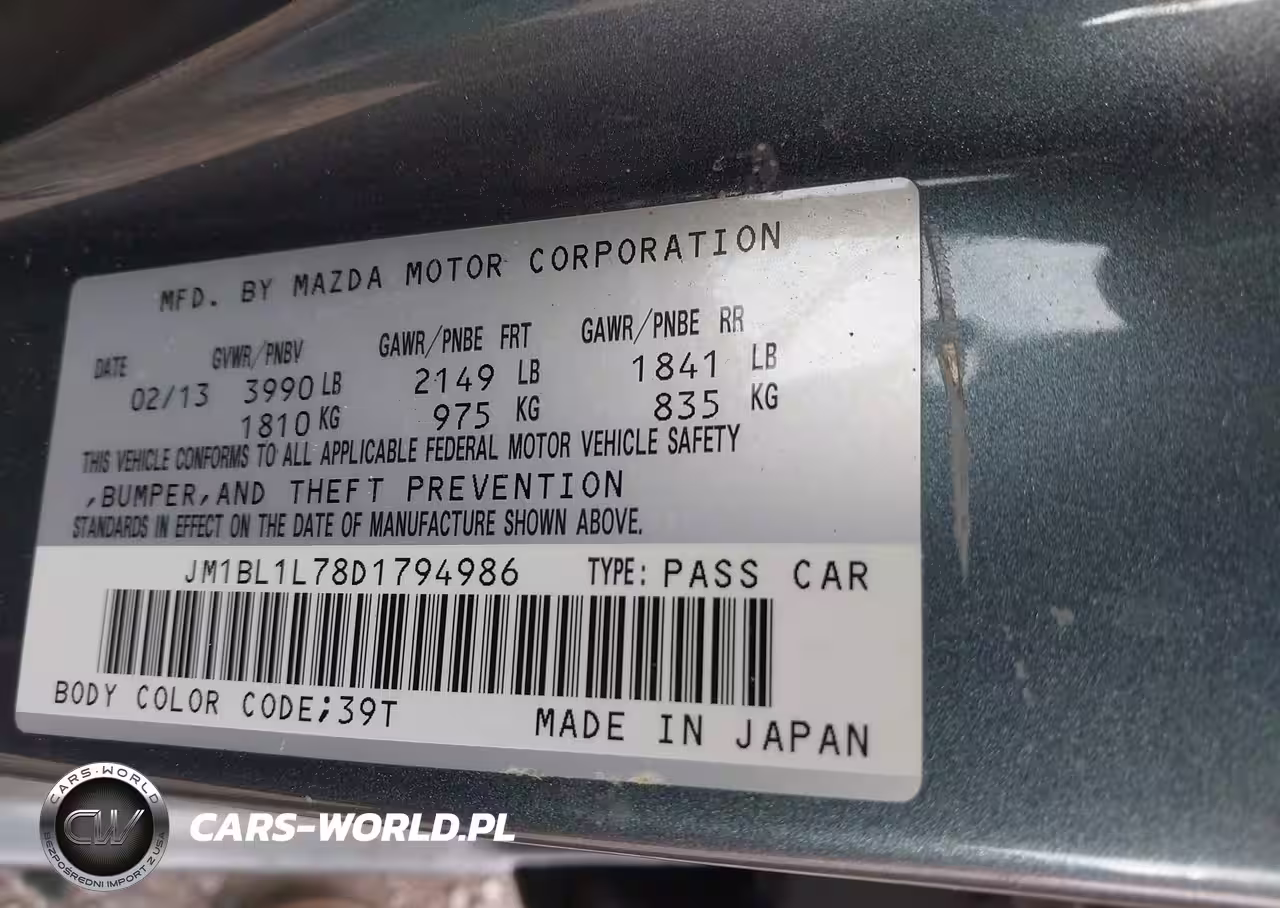 MFD. BY MAZDA MOTOR CORPORATION
DATE GVWR/PNBV GAWR/PNBE FRT GAWR/PNBE RR
02/13 3990 LB 2149 LB 1841 LB
1810 KG 975 KG 835 KG
THIS VEHICLE CONFORMS TO ALL APPLICABLE FEDERAL MOTOR VEHICLE SAFETY
,BUMPER,AND THEFT PREVENTION
STANDARDS IN EFFECT ON THE DATE OF MANUFACTURE SHOWN ABOVE.
JM1BL1L78D1794986 TYPE: PASS CAR
BODY COLOR CODE;39T
MADE IN JAPAN
CARS-WORLD
CW
BEZPOŚREDNI IMPORT Z USA
CARS-WORLD.PL